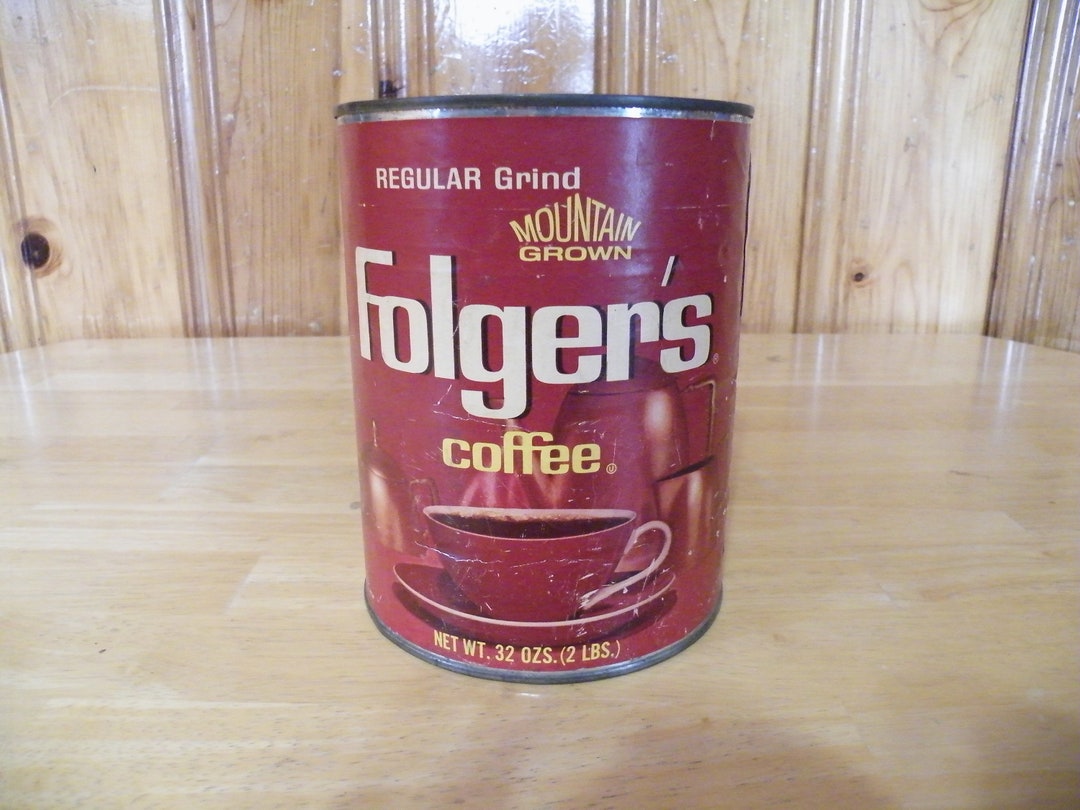 REGULAR Grind
MOUNTAIN
GROWN
Folger's®
coffee Ⓤ
NET WT. 32 OZS. (2 LBS.)